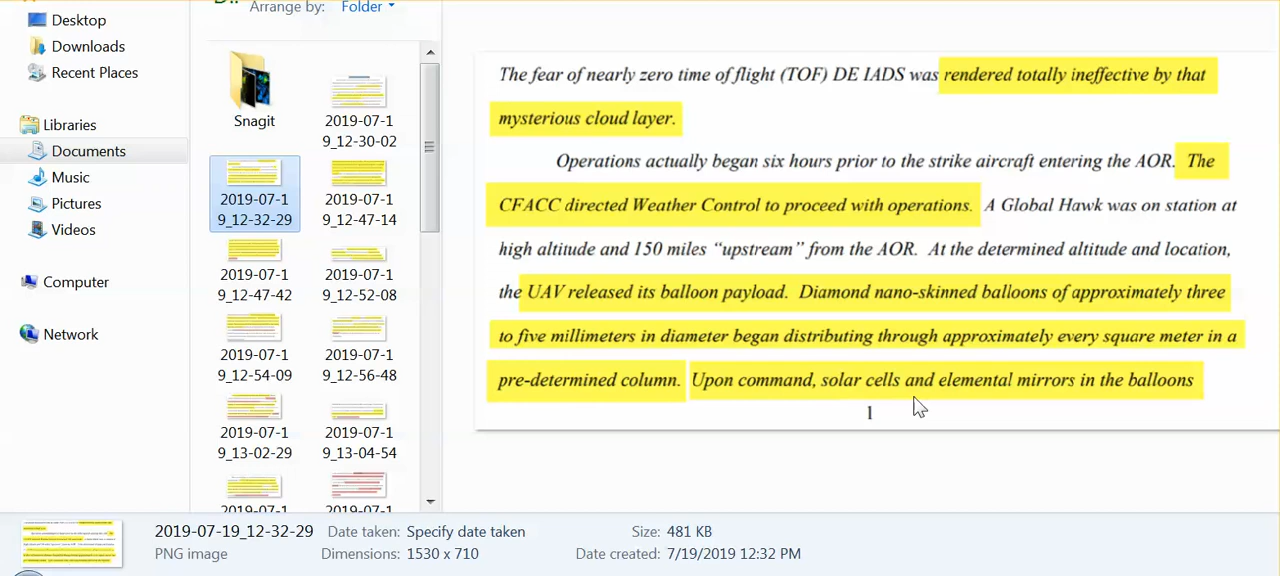 Arrange by: Folder
Desktop
Downloads
Recent Places
Libraries
Documents
Music
Pictures
Videos
Computer
Network
Snagit
2019-07-1
9_12-30-02
2019-07-1
9_12-32-29
2019-07-1
9_12-47-14
2019-07-1
9_12-47-42
2019-07-1
9_12-52-08
2019-07-1
9_12-54-09
2019-07-1
9_12-56-48
2019-07-1
9_13-02-29
2019-07-1
9_13-04-54
2019-07-1
2019-07-1
The fear of nearly zero time of flight (TOF) DE IADS was rendered totally ineffective by that
mysterious cloud layer.
Operations actually began six hours prior to the strike aircraft entering the AOR. The
CFACC directed Weather Control to proceed with operations. A Global Hawk was on station at
high altitude and 150 miles “upstream” from the AOR. At the determined altitude and location,
the UAV released its balloon payload. Diamond nano-skinned balloons of approximately three
to five millimeters in diameter began distributing through approximately every square meter in a
pre-determined column. Upon command, solar cells and elemental mirrors in the balloons
1
2019-07-19_12-32-29 Date taken: Specify date taken Size: 481 KB
PNG image Dimensions: 1530 x 710 Date created: 7/19/2019 12:32 PM